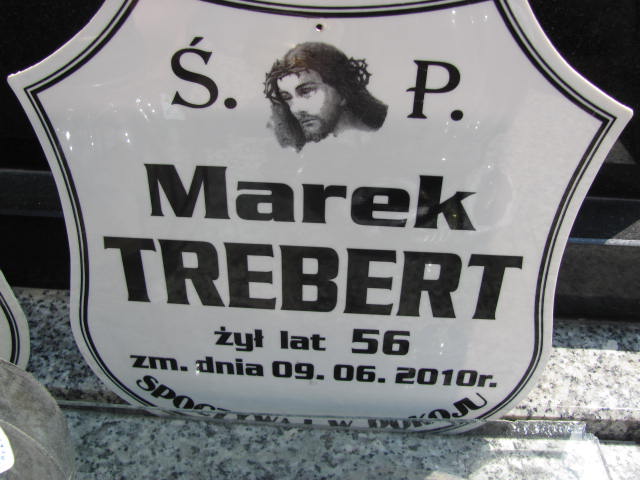 Ś. P.
Marek
TREBERT
żył lat 56
zm. dnia 09. 06. 2010r.
SPOCZYWAJ W POKOJU